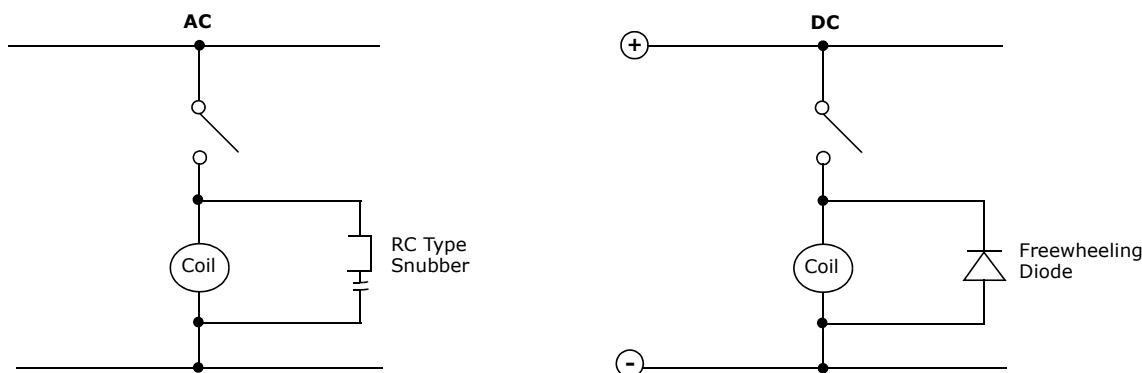 AC
DC
+
Coil
RC Type
Snubber
Coil
Freewheeling
Diode
-